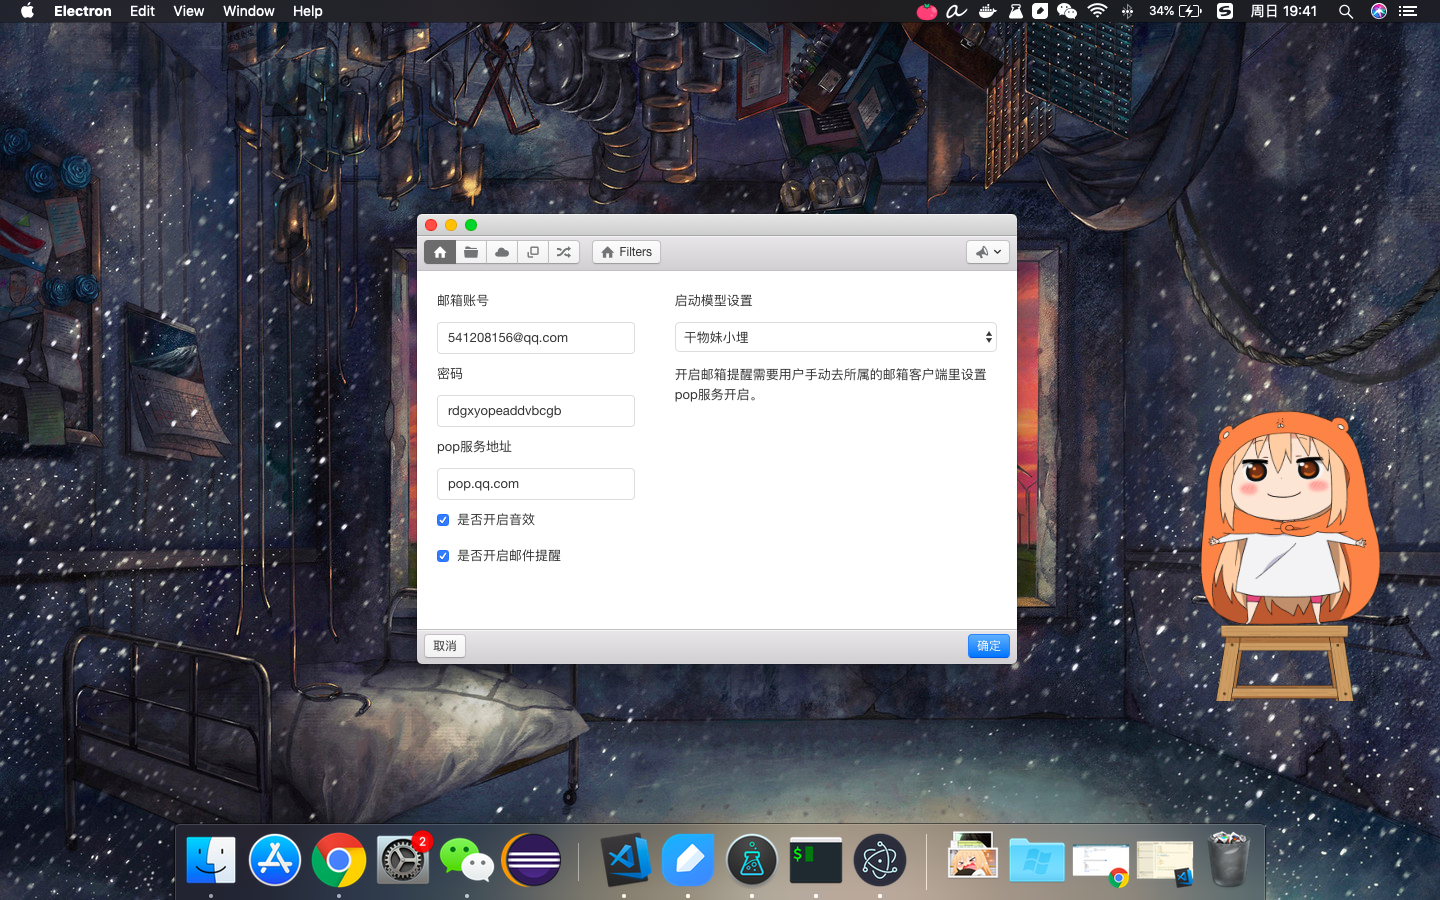 Electron Edit View Window Help 34% 周日 19:41
Filters
邮箱账号
541208156@qq.com
密码
rdgxyopeaddvbcgb
pop服务地址
pop.qq.com
是否开启音效
是否开启邮件提醒
启动模型设置
干物妹小埋
开启邮箱提醒需要用户手动去所属的邮箱客户端里设置
pop服务开启。
取消 确定
2
$